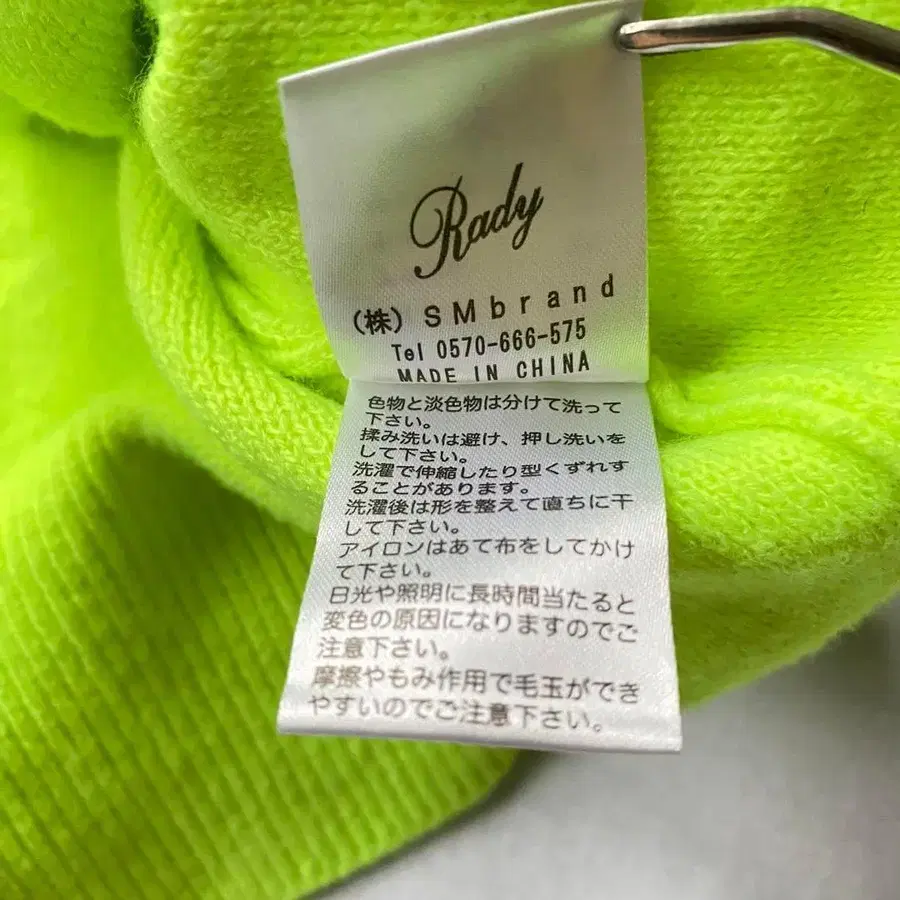 Rady
(株) SMbrand
Tel 0570-666-575
MADE IN CHINA
色物と淡色物は分けて洗って
下さい。
揉み洗いは避け、押し洗いを
して下さい。
洗濯で伸縮したり型くずれす
ることがあります。
洗濯後は形を整えて直ちに干
して下さい。
アイロンはあて布をしてかけ
て下さい。
日光や照明に長時間当たると
変色の原因になりますのでご
注意下さい。
摩擦やもみ作用で毛玉ができ
やすいのでご注意下さい。